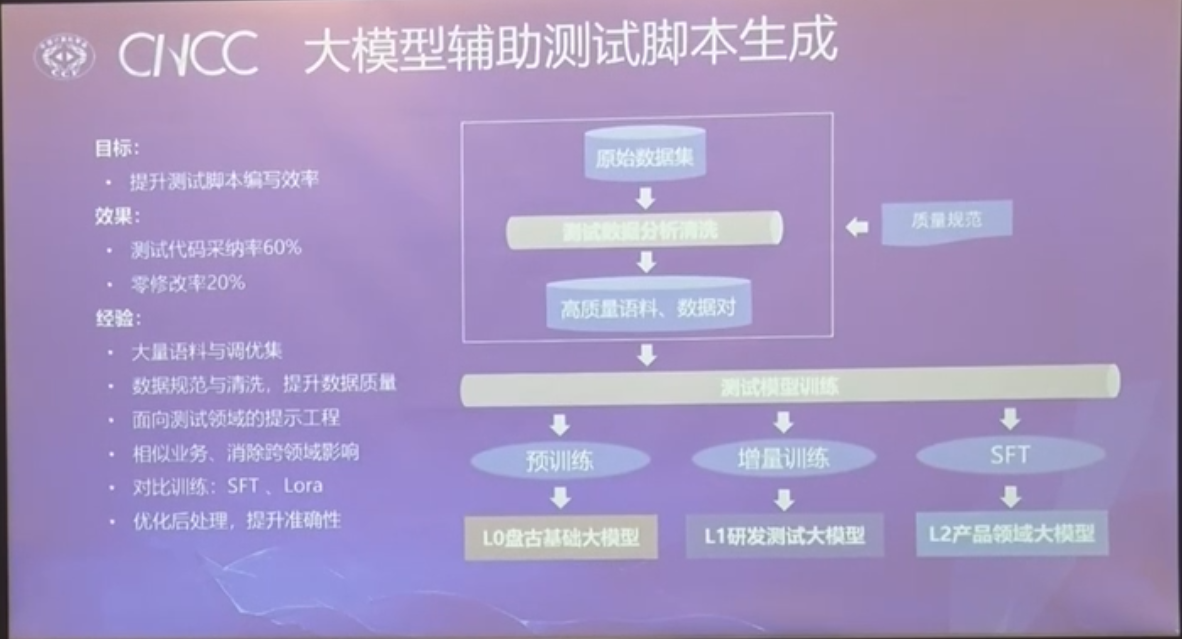 CNCC 大模型辅助测试脚本生成
目标：
• 提升测试脚本编写效率
效果：
• 测试代码采纳率60%
• 零修改率20%
经验：
• 大量语料与调优集
• 数据规范与清洗，提升数据质量
• 面向测试领域的提示工程
• 相似业务、消除跨领域影响
• 对比训练：SFT 、Lora
• 优化后处理，提升准确性
原始数据集
测试数据分析清洗
质量规范
高质量语料、数据对
测试模型训练
预训练
增量训练
SFT
L0盘古基础大模型
L1研发测试大模型
L2产品领域大模型